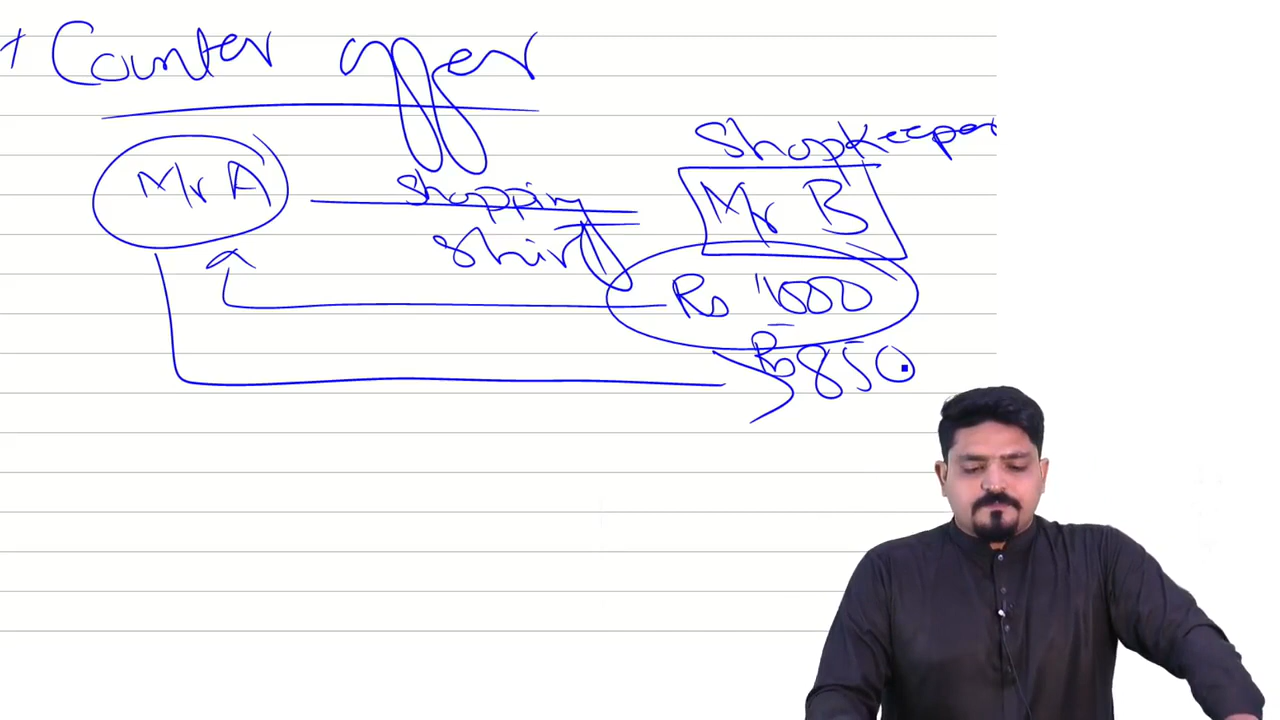 Counter offer
Shopkeeper
Mr A
Shopping
Mr B
Shirt
Rs 1000
Rs 850